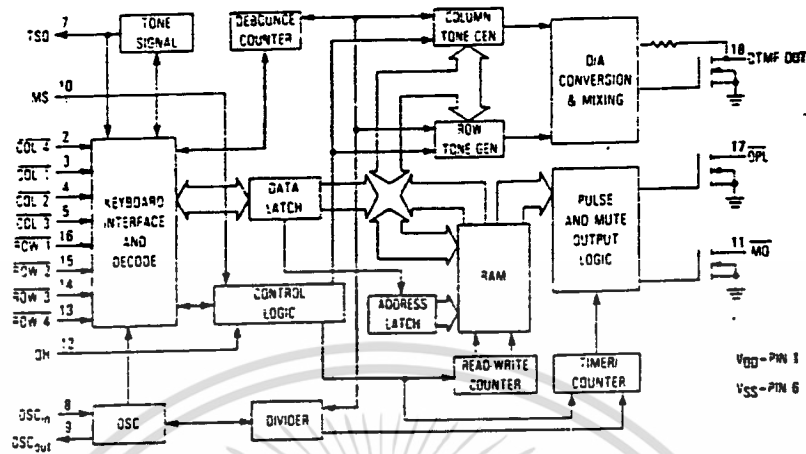 7
TSO
TONE
SIGNAL
DEBOUNCE
COUNTER
COLUMN
TONE GEN
D/A
CONVERSION
& MIXING
18
DTMF OUT
10
MS
ROW
TONE GEN
COL 4
2
COL 1
3
COL 2
4
COL 3
5
ROW 1
16
ROW 2
15
ROW 3
14
ROW 4
13
KEYBOARD
INTERFACE
AND
DECODE
DATA
LATCH
17
OPL
PULSE
AND MUTE
OUTPUT
LOGIC
11
MO
RAM
CONTROL
LOGIC
ADDRESS
LATCH
12
OH
READ-WRITE
COUNTER
TIMER/
COUNTER
VDD-PIN 1
VSS-PIN 6
OSCin
8
OSCout
9
OSC
DIVIDER